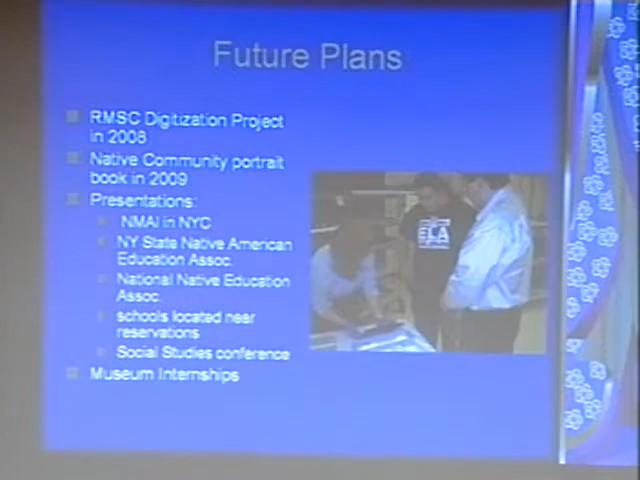 Future Plans
RMSC Digitization Project
in 2008
Native Community portrait
book in 2009
Presentations:
NMAI in NYC
NY State Native American
Education Assoc.
National Native Education
Assoc.
schools located near
reservations
Social Studies conference
Museum Internships
ELA